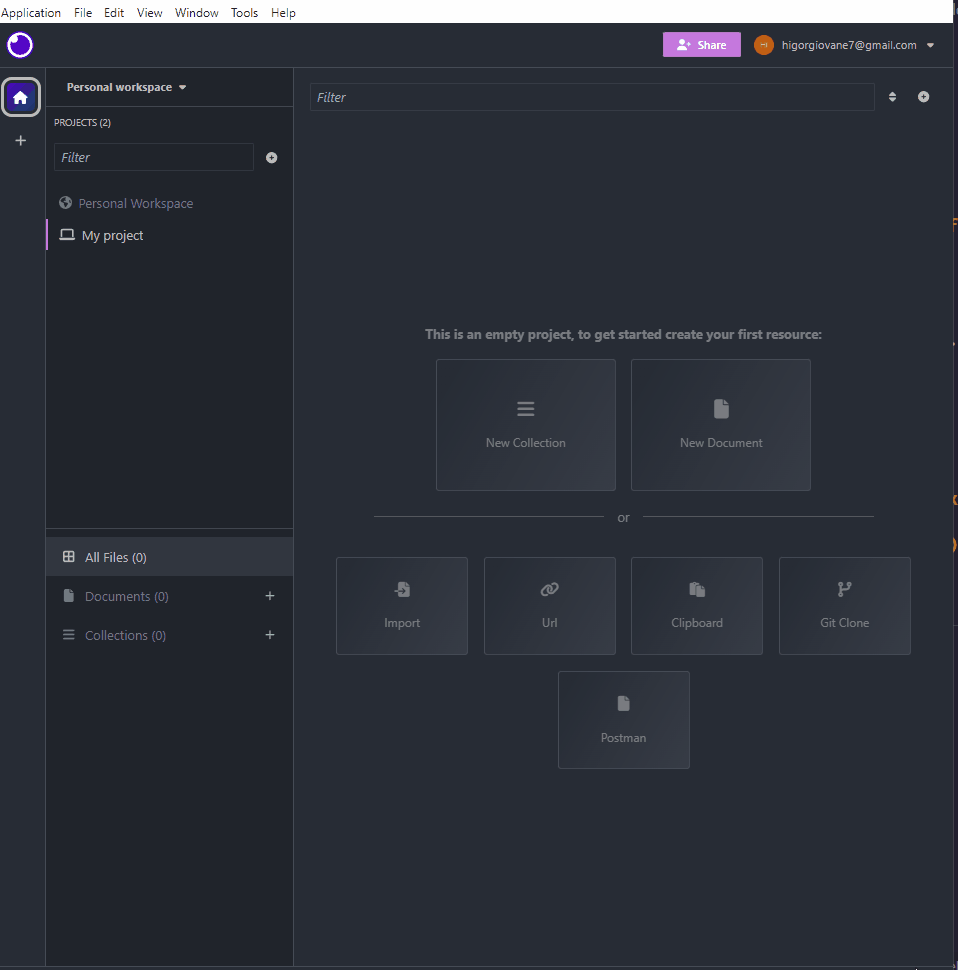 Application File Edit View Window Tools Help
Share higorgiovane7@gmail.com
Personal workspace
PROJECTS (2)
Filter
Personal Workspace
My project
All Files (0)
Documents (0)
Collections (0)
Filter
This is an empty project, to get started create your first resource:
New Collection New Document
or
Import Url Clipboard Git Clone
Postman